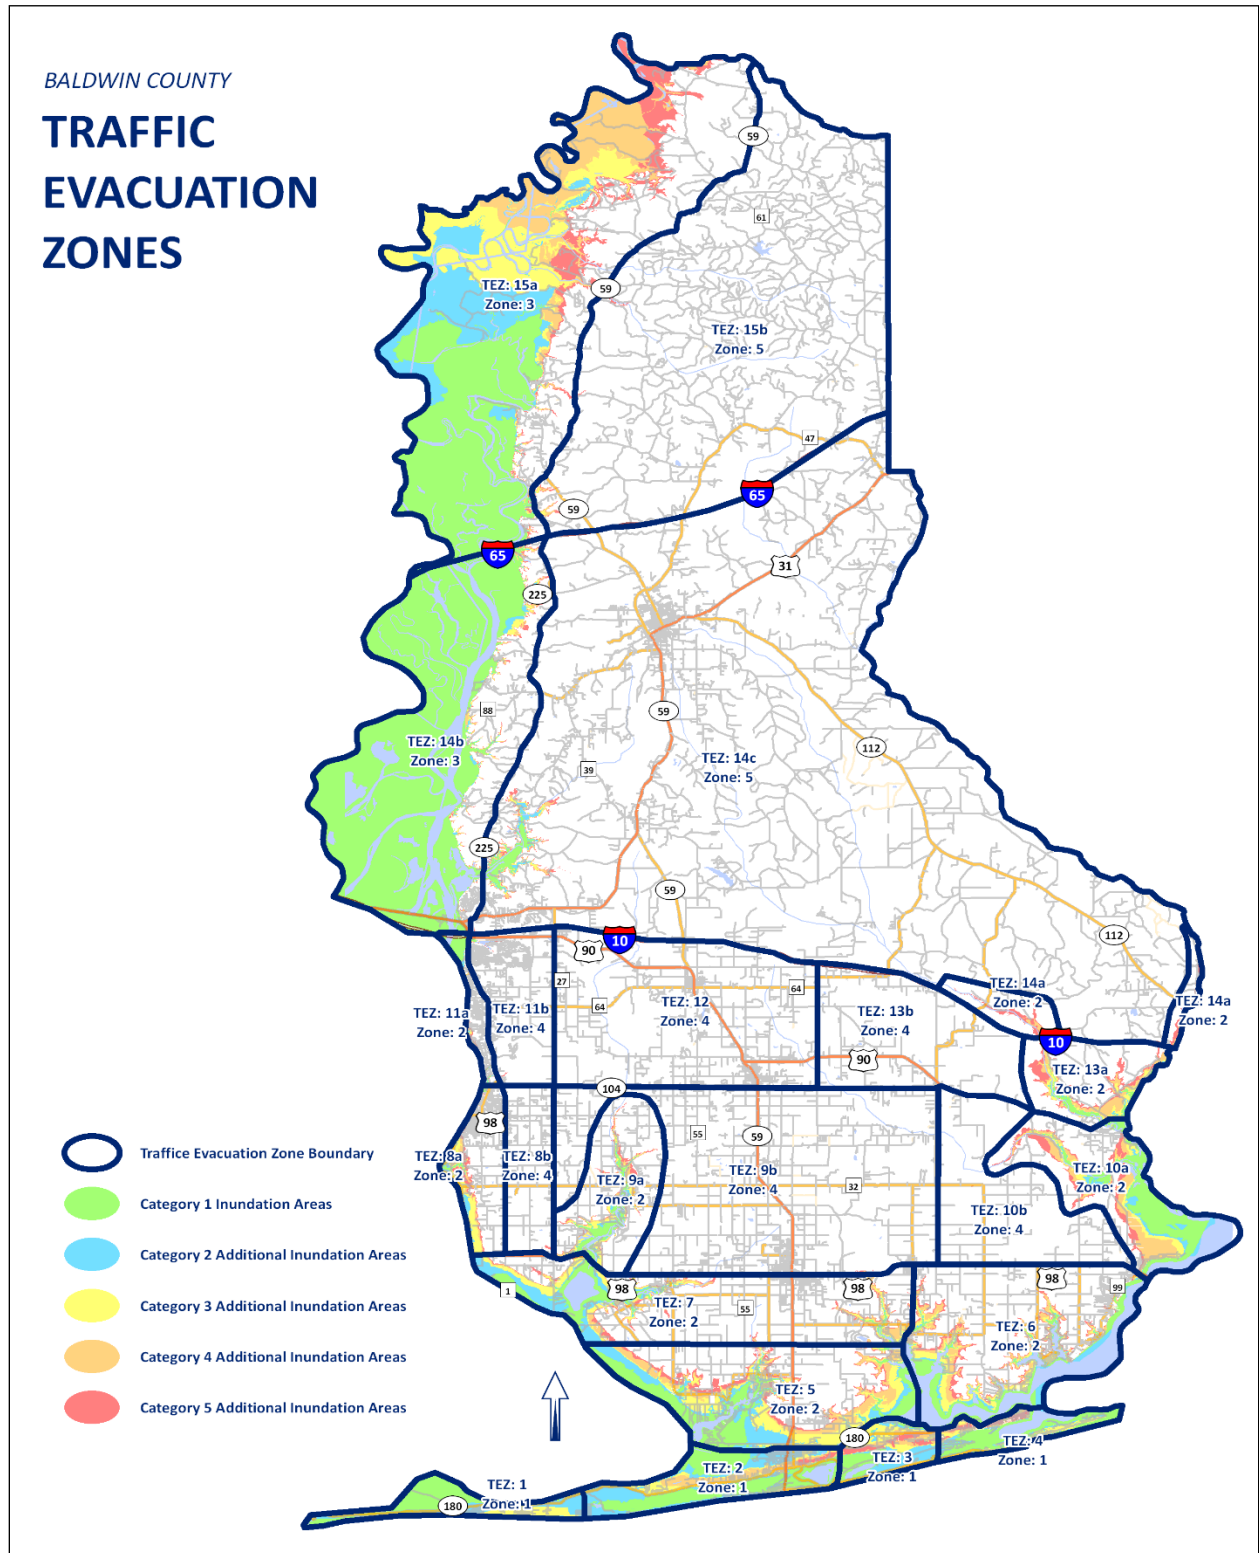 BALDWIN COUNTY
TRAFFIC
EVACUATION
ZONES
59
61
TEZ: 15a
Zone: 3
59
TEZ: 15b
Zone: 5
47
65
59
65
31
225
88
59
TEZ: 14b
Zone: 3
112
39
TEZ: 14c
Zone: 5
225
59
112
10
90
27
64
64
TEZ: 11a
Zone: 2
TEZ: 11b
Zone: 4
TEZ: 12
Zone: 4
TEZ: 13b
Zone: 4
TEZ: 14a
Zone: 2
TEZ: 14a
Zone: 2
10
90
TEZ: 13a
Zone: 2
104
98
55
59
TEZ: 8a
Zone: 2
TEZ: 8b
Zone: 4
TEZ: 9a
Zone: 2
TEZ: 9b
Zone: 4
32
TEZ: 10a
Zone: 2
TEZ: 10b
Zone: 4
1
98
98
98
99
TEZ: 7
Zone: 2
55
TEZ: 6
Zone: 2
TEZ: 5
Zone: 2
180
TEZ: 4
Zone: 1
TEZ: 3
Zone: 1
TEZ: 2
Zone: 1
TEZ: 1
Zone: 1
180
Traffice Evacuation Zone Boundary
Category 1 Inundation Areas
Category 2 Additional Inundation Areas
Category 3 Additional Inundation Areas
Category 4 Additional Inundation Areas
Category 5 Additional Inundation Areas